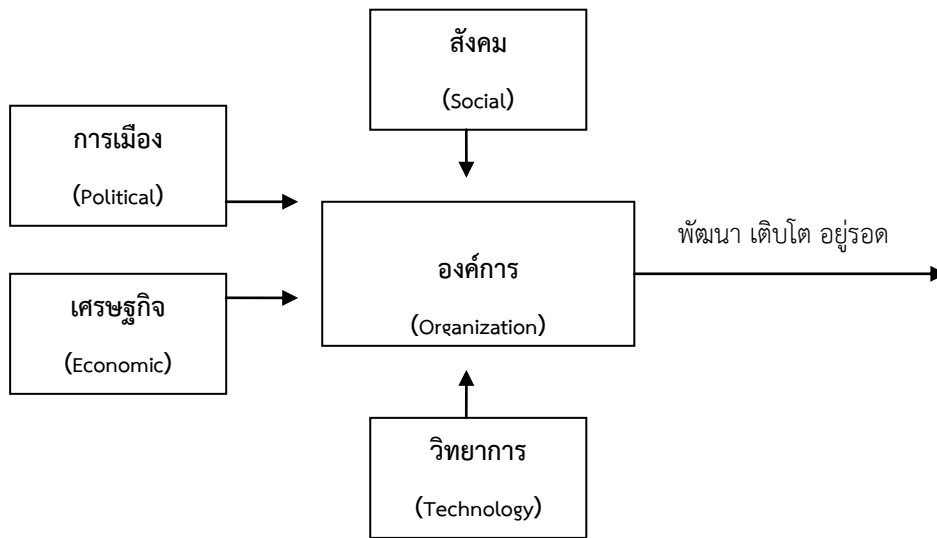 สังคม
(Social)
การเมือง
(Political)
เศรษฐกิจ
(Economic)
องค์การ
(Organization)
พัฒนา เติบโต อยู่รอด
วิทยาการ
(Technology)